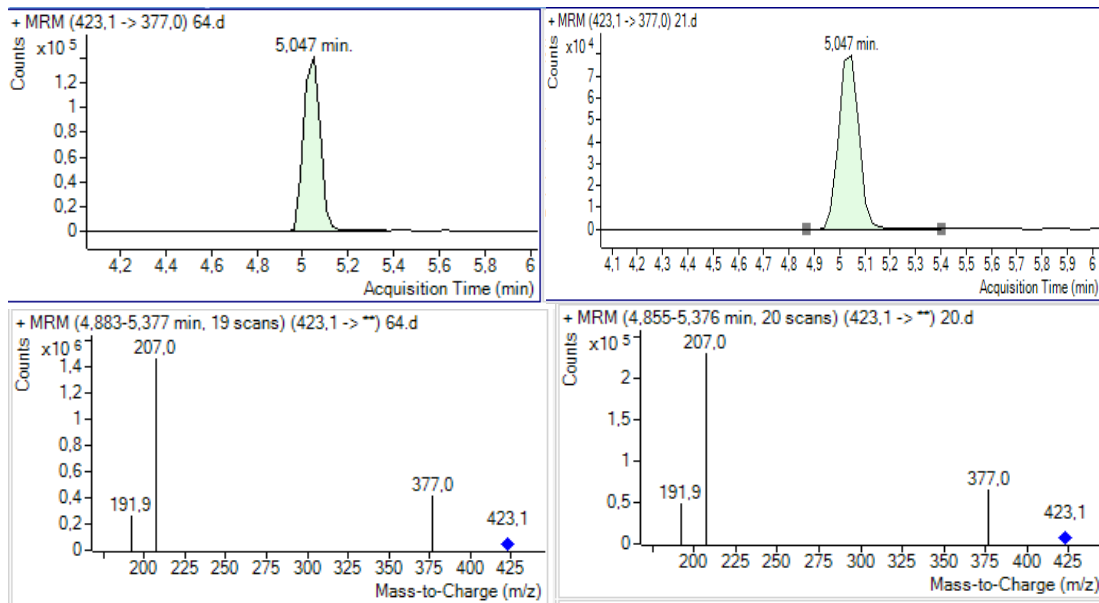 + MRM (423,1 -> 377,0) 64.d
Counts
x10 5
5,047 min.
1,2
1
0,8
0,6
0,4
0,2
0
4,2 4,4 4,6 4,8 5 5,2 5,4 5,6 5,8 6
Acquisition Time (min)
+ MRM (423,1 -> 377,0) 21.d
Counts
x10 4
5,047 min.
7
6
5
4
3
2
1
0
4,1 4,2 4,3 4,4 4,5 4,6 4,7 4,8 4,9 5 5,1 5,2 5,3 5,4 5,5 5,6 5,7 5,8 5,9 6
Acquisition Time (min)
+ MRM (4,883-5,377 min, 19 scans) (423,1 -> **) 64.d
Counts
x10 6
207,0
1,4
1,2
1
0,8
0,6
377,0
0,4
191,9
423,1
0,2
0
200 225 250 275 300 325 350 375 400 425
Mass-to-Charge (m/z)
+ MRM (4,855-5,376 min, 20 scans) (423,1 -> **) 20.d
Counts
x10 5
207,0
2
1,5
1
377,0
191,9
0,5
423,1
0
200 225 250 275 300 325 350 375 400 425
Mass-to-Charge (m/z)